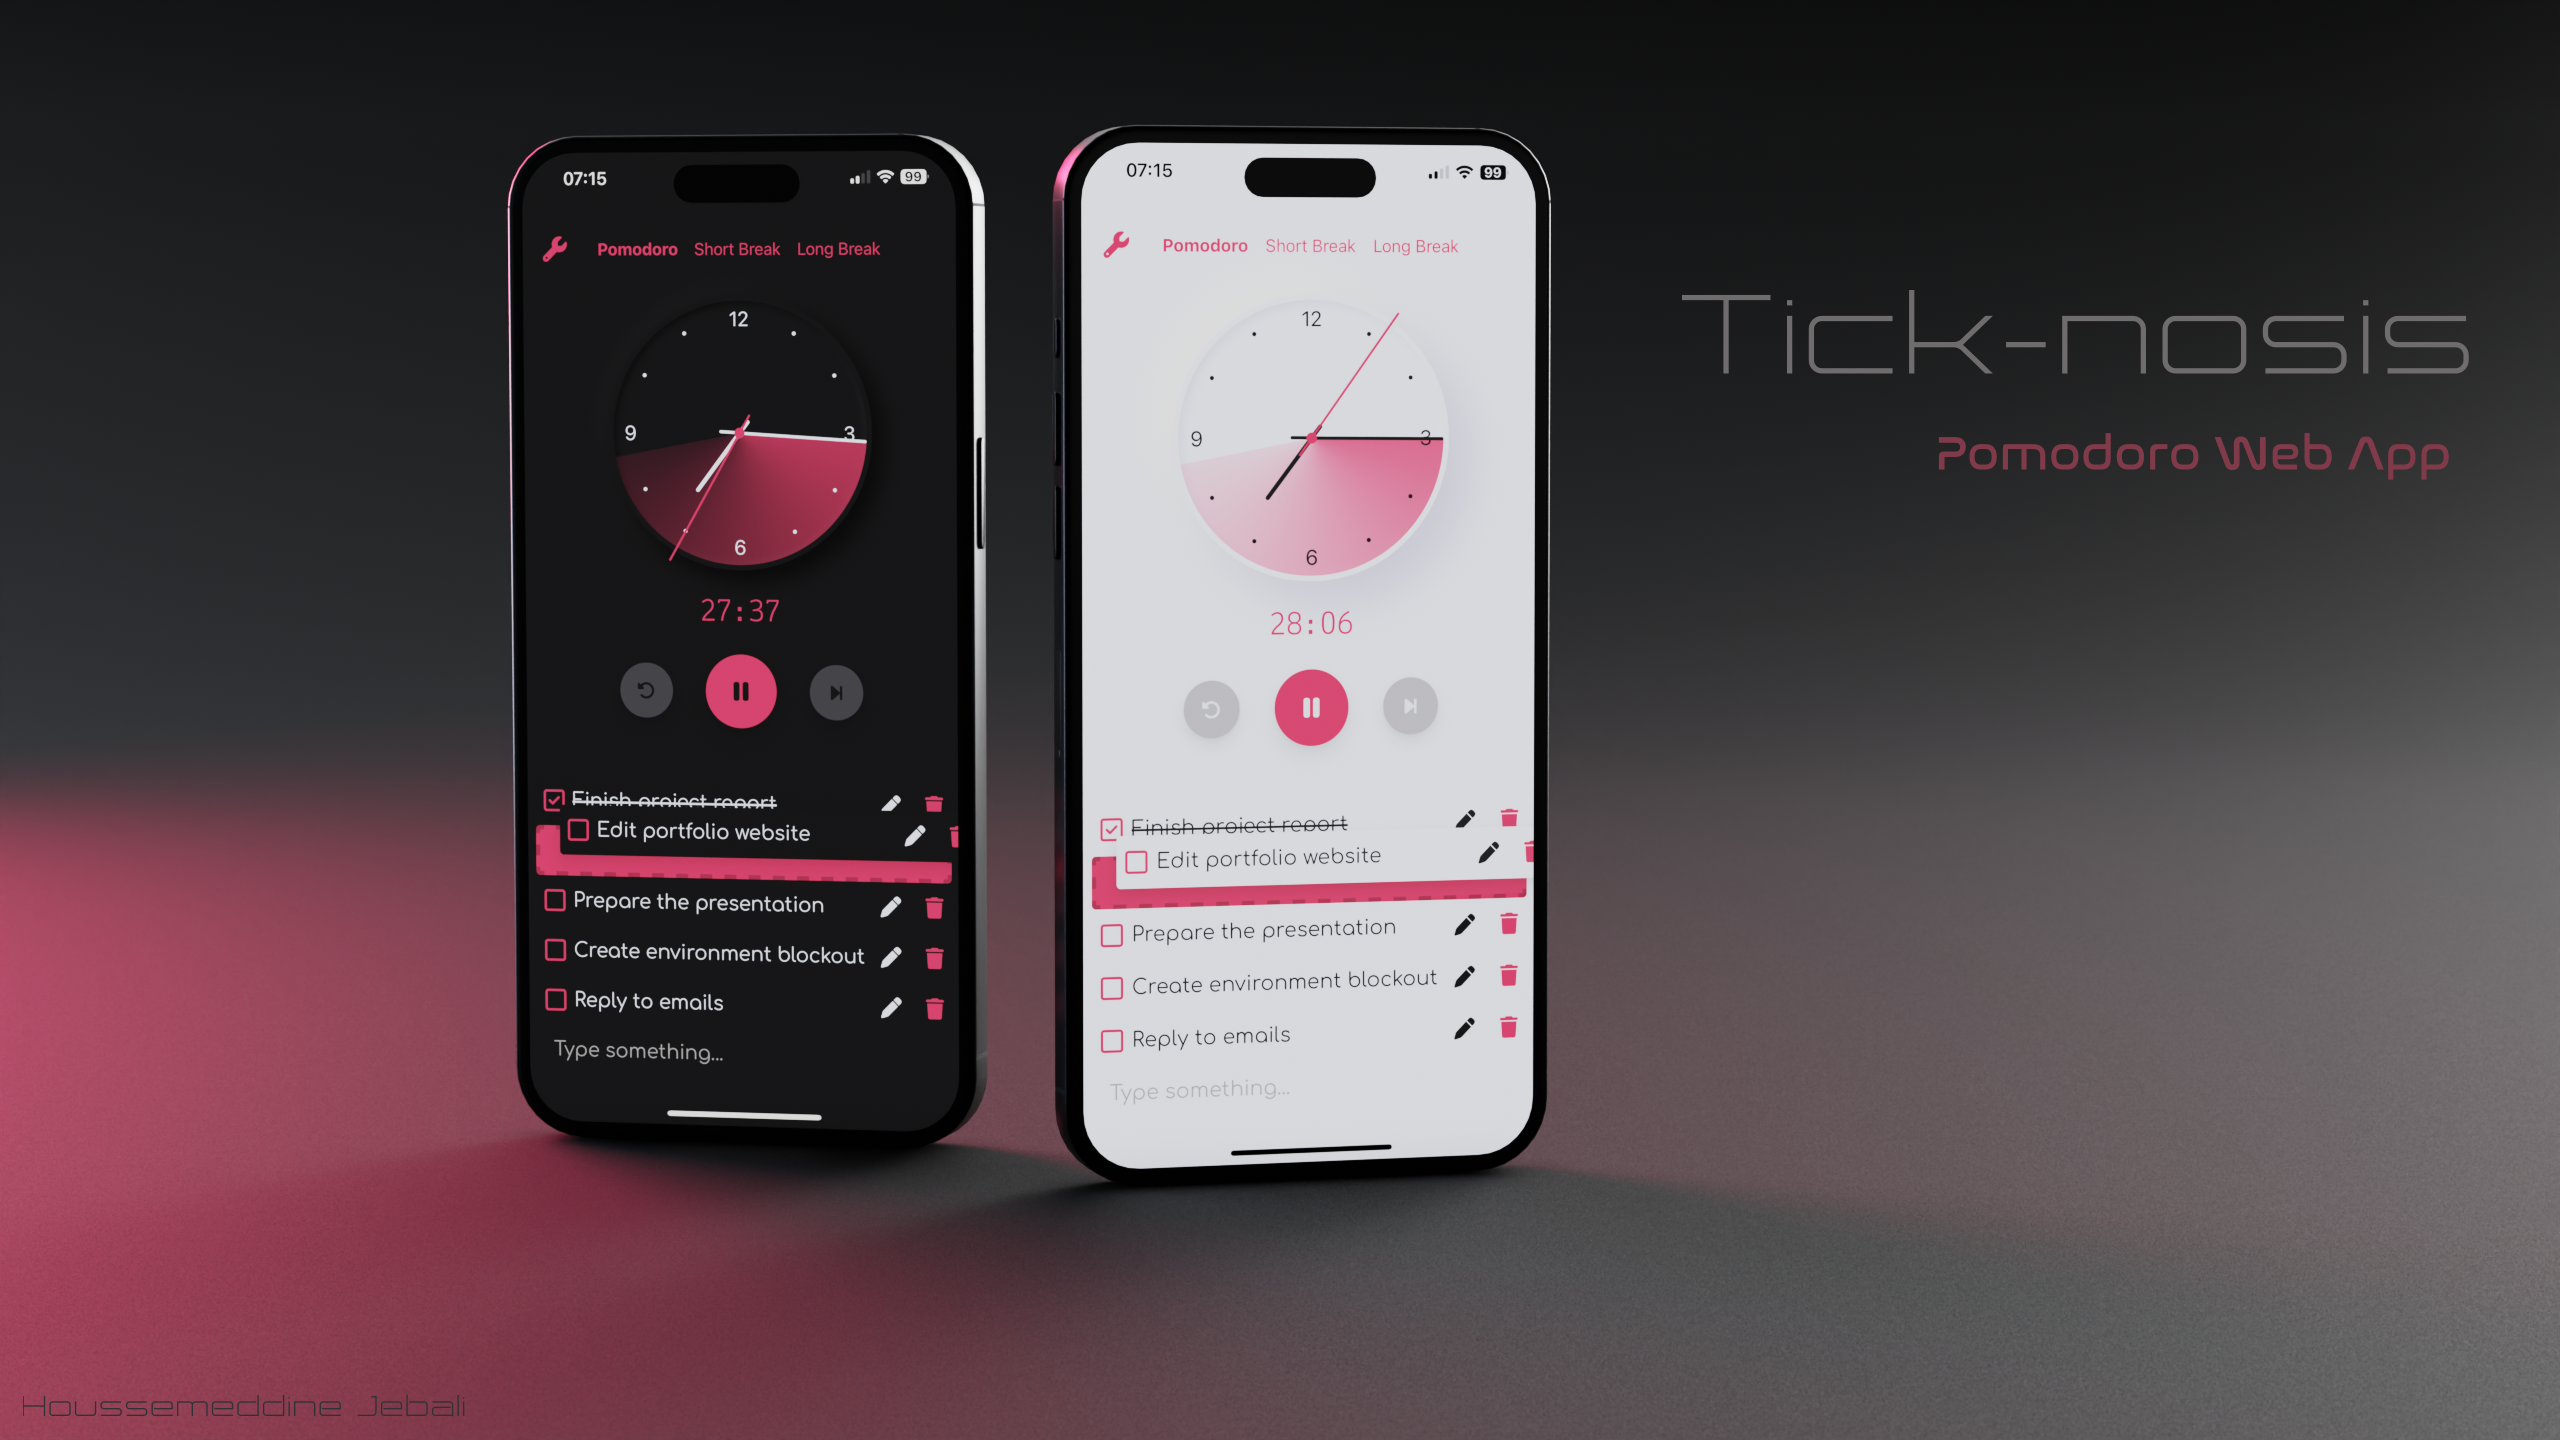 07:15
99
Pomodoro Short Break Long Break
12
9
3
6
27:37
Finish project report
Edit portfolio website
Prepare the presentation
Create environment blockout
Reply to emails
Type something...
07:15
99
Pomodoro Short Break Long Break
12
9
3
6
28:06
Finish project report
Edit portfolio website
Prepare the presentation
Create environment blockout
Reply to emails
Type something...
Tick-nosis
Pomodoro Web App
Houssemeddine Jebali